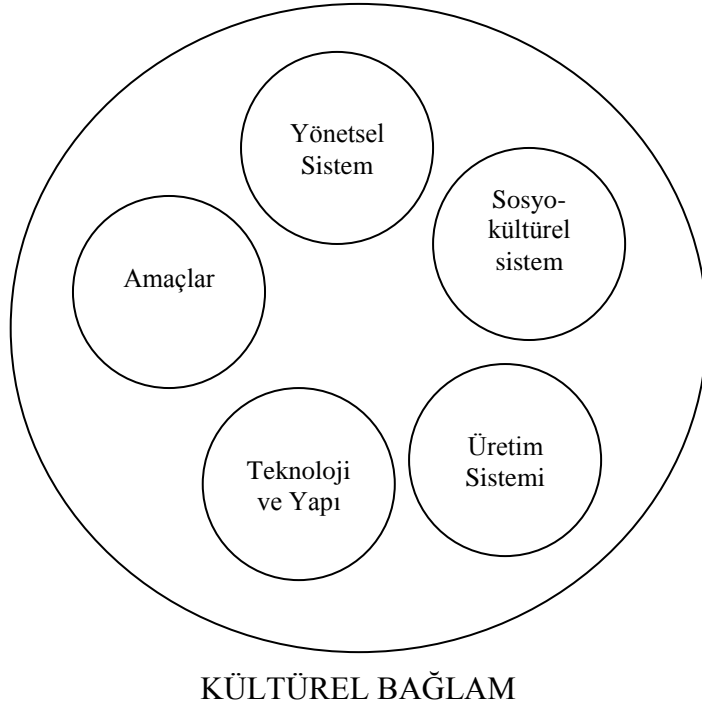 Yönetsel
Sistem
Sosyo-
kültürel
sistem
Amaçlar
Üretim
Sistemi
Teknoloji
ve Yapı
KÜLTÜREL BAĞLAM